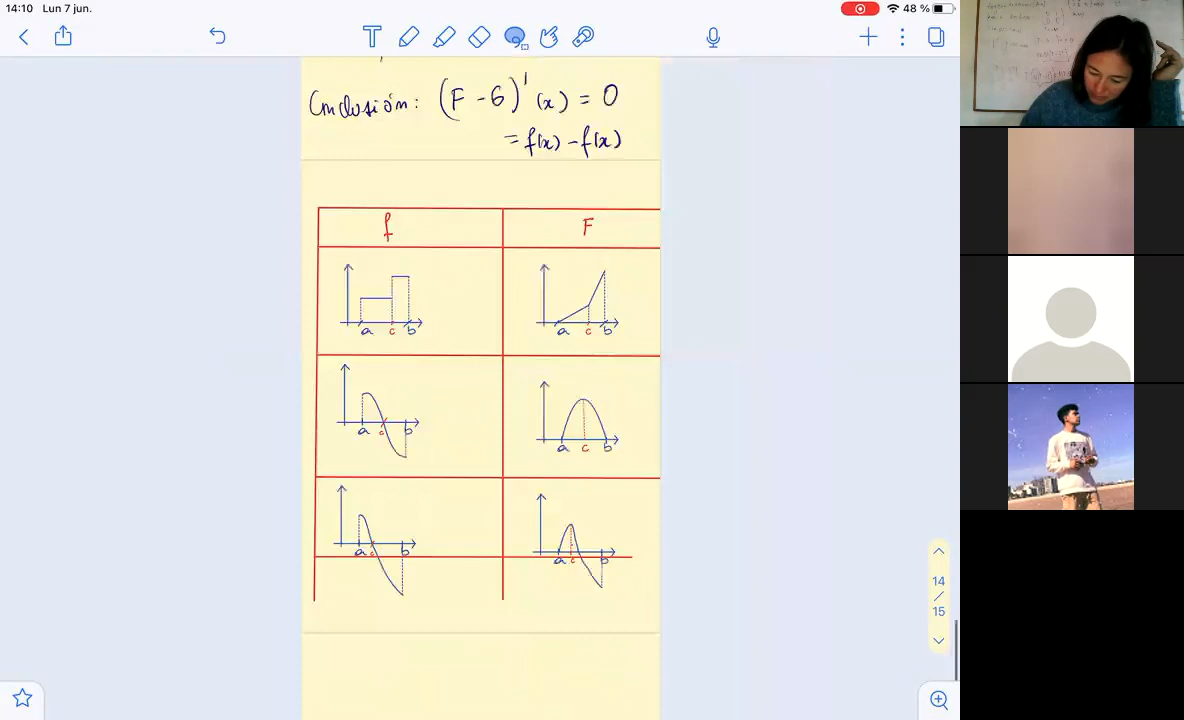 14:10 Lun 7 jun. 48 %
T
Conclusión: (F - G)' (x) = 0
= f(x) - f(x)
f F
a c b a c b
a c b a c b
a c b a c b
14
/
15